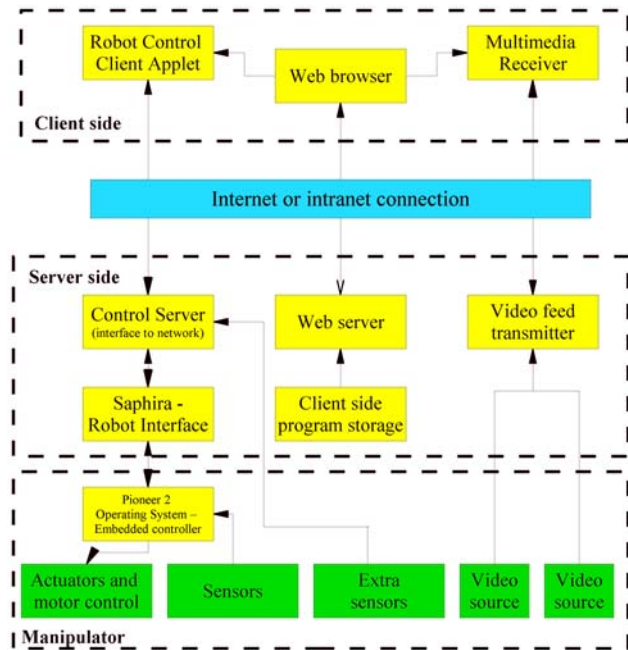 Robot Control
Client Applet
Web browser
Multimedia
Receiver
Client side
Internet or intranet connection
Server side
Control Server
(interface to network)
Web server
Video feed
transmitter
Saphira -
Robot Interface
Client side
program storage
Pioneer 2
Operating System –
Embedded controller
Actuators and
motor control
Sensors
Extra
sensors
Video
source
Video
source
Manipulator